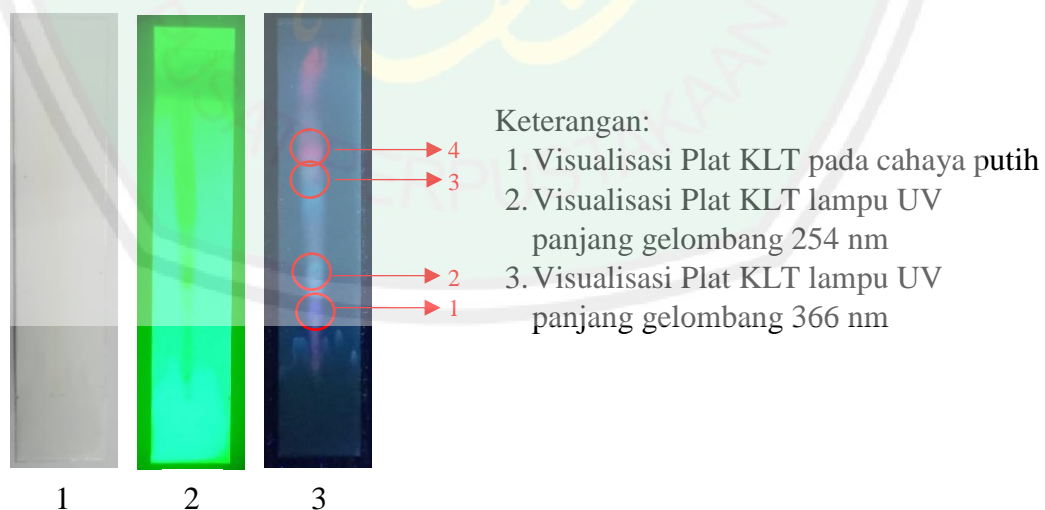 Keterangan:
4
1. Visualisasi Plat KLT pada cahaya putih
3
2. Visualisasi Plat KLT lampu UV
panjang gelombang 254 nm
2
3. Visualisasi Plat KLT lampu UV
1
panjang gelombang 366 nm
1 2 3